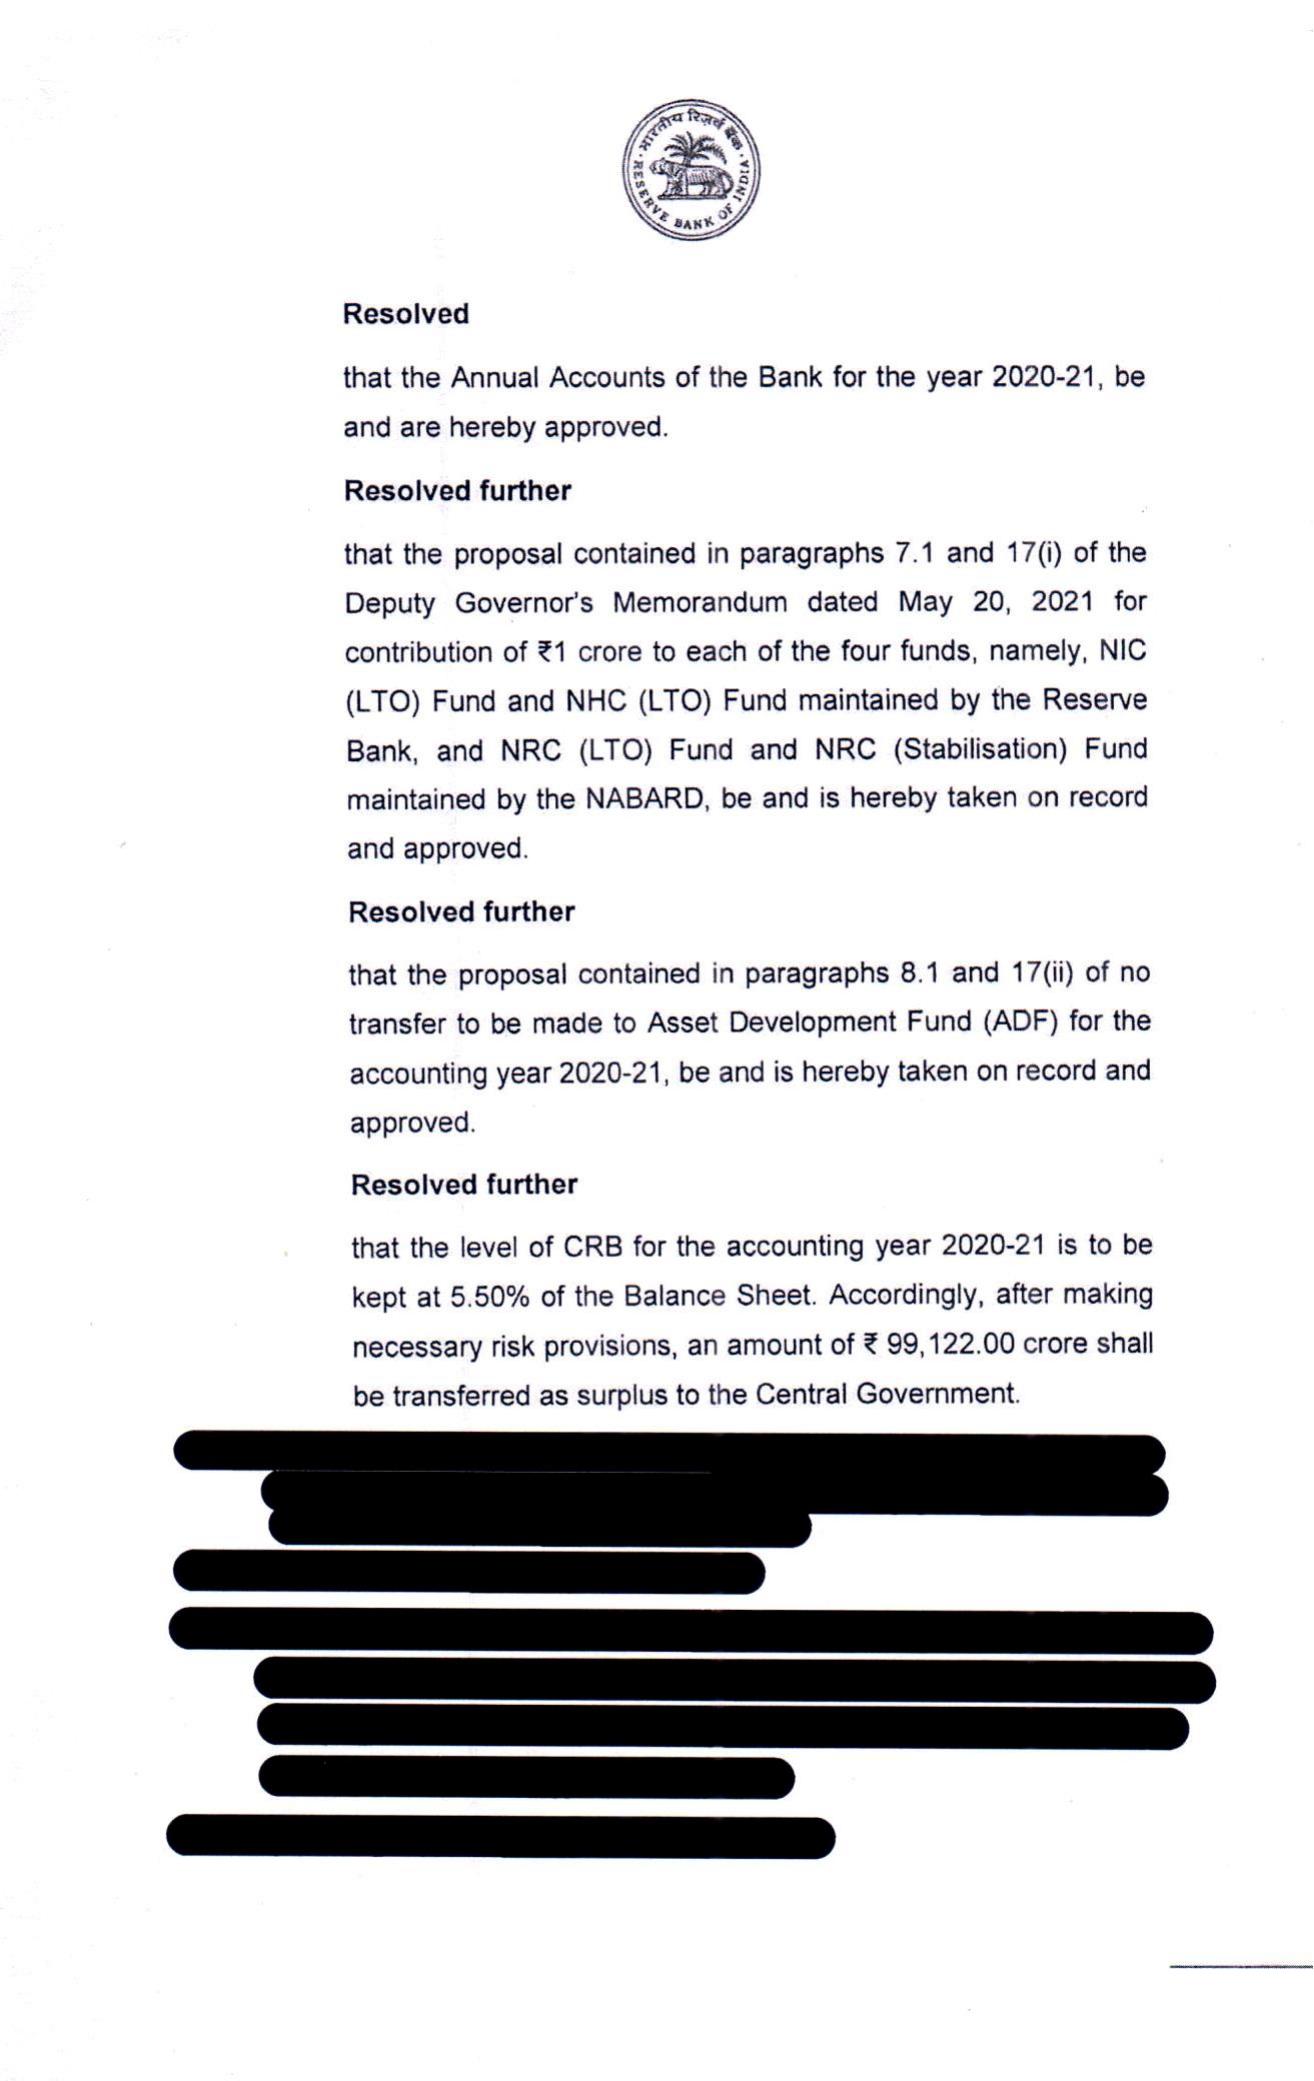 भारतीय रिज़र्व बैंक
RESERVE BANK OF INDIA
Resolved
that the Annual Accounts of the Bank for the year 2020-21, be
and are hereby approved.
Resolved further
that the proposal contained in paragraphs 7.1 and 17(i) of the
Deputy Governor's Memorandum dated May 20, 2021 for
contribution of ₹1 crore to each of the four funds, namely, NIC
(LTO) Fund and NHC (LTO) Fund maintained by the Reserve
Bank, and NRC (LTO) Fund and NRC (Stabilisation) Fund
maintained by the NABARD, be and is hereby taken on record
and approved.
Resolved further
that the proposal contained in paragraphs 8.1 and 17(ii) of no
transfer to be made to Asset Development Fund (ADF) for the
accounting year 2020-21, be and is hereby taken on record and
approved.
Resolved further
that the level of CRB for the accounting year 2020-21 is to be
kept at 5.50% of the Balance Sheet. Accordingly, after making
necessary risk provisions, an amount of ₹ 99,122.00 crore shall
be transferred as surplus to the Central Government.